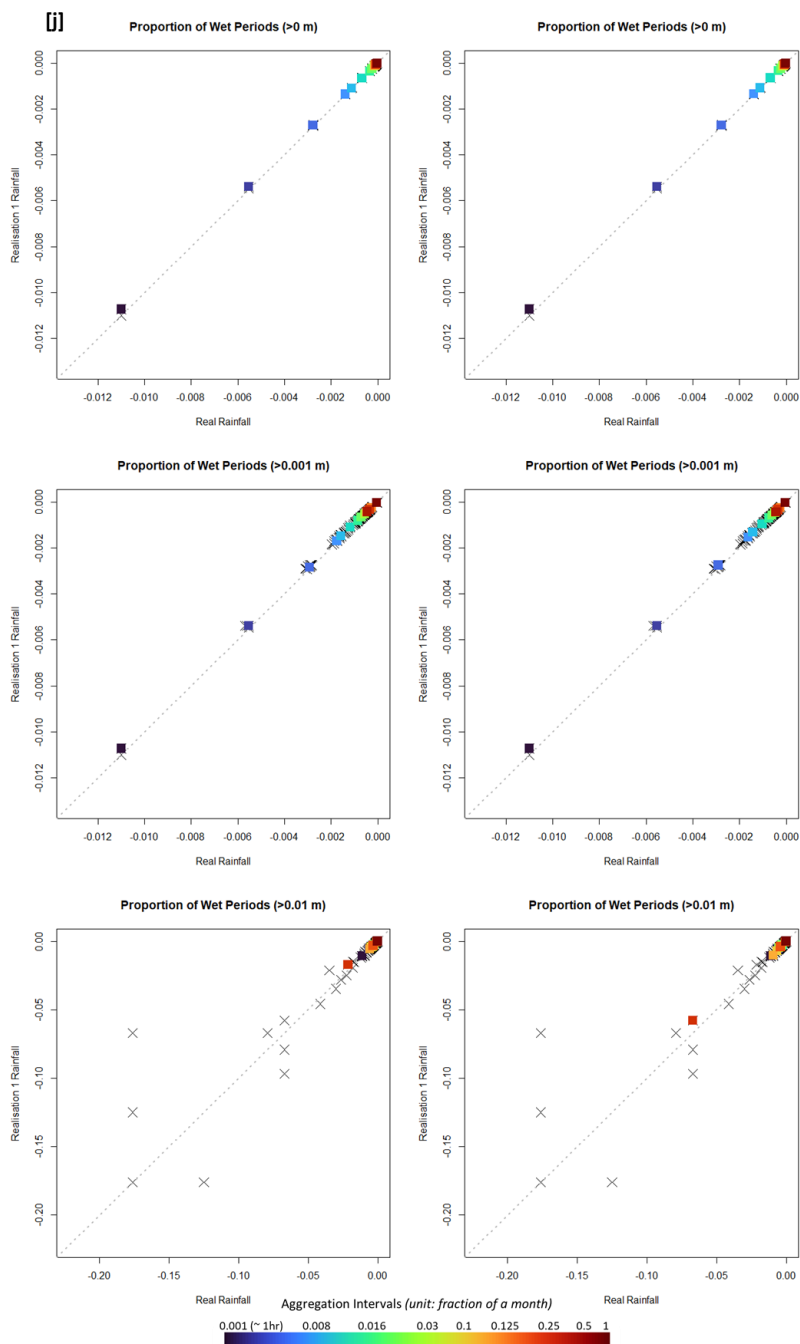 [j]
Proportion of Wet Periods (>0 m)
Realisation 1 Rainfall
0.000
-0.002
-0.004
-0.006
-0.008
-0.010
-0.012
-0.012 -0.010 -0.008 -0.006 -0.004 -0.002 0.000
Real Rainfall
Proportion of Wet Periods (>0 m)
Realisation 1 Rainfall
0.000
-0.002
-0.004
-0.006
-0.008
-0.010
-0.012
-0.012 -0.010 -0.008 -0.006 -0.004 -0.002 0.000
Real Rainfall
Proportion of Wet Periods (>0.001 m)
Realisation 1 Rainfall
0.000
-0.002
-0.004
-0.006
-0.008
-0.010
-0.012
-0.012 -0.010 -0.008 -0.006 -0.004 -0.002 0.000
Real Rainfall
Proportion of Wet Periods (>0.001 m)
Realisation 1 Rainfall
0.000
-0.002
-0.004
-0.006
-0.008
-0.010
-0.012
-0.012 -0.010 -0.008 -0.006 -0.004 -0.002 0.000
Real Rainfall
Proportion of Wet Periods (>0.01 m)
Realisation 1 Rainfall
0.00
-0.05
-0.10
-0.15
-0.20
-0.20 -0.15 -0.10 -0.05 0.00
Real Rainfall
Proportion of Wet Periods (>0.01 m)
Realisation 1 Rainfall
0.00
-0.05
-0.10
-0.15
-0.20
-0.20 -0.15 -0.10 -0.05 0.00
Real Rainfall
Aggregation Intervals (unit: fraction of a month)
0.001 (~ 1hr) 0.008 0.016 0.03 0.1 0.125 0.25 0.5 1